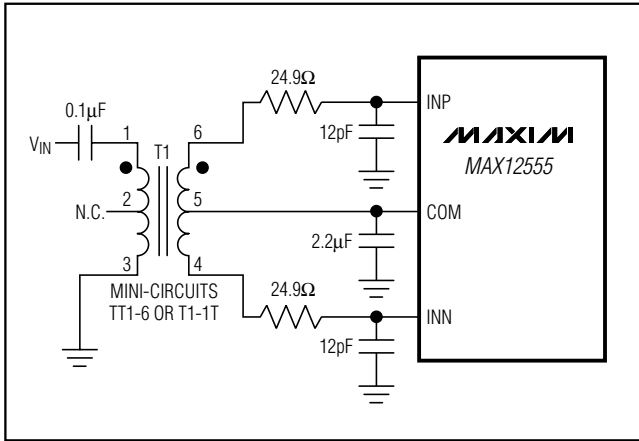 24.9Ω
0.1µF
VIN
1
T1
6
12pF
INP
MAXIM
MAX12555
N.C.
2
5
COM
2.2µF
3
4
MINI-CIRCUITS
TT1-6 OR T1-1T
24.9Ω
12pF
INN